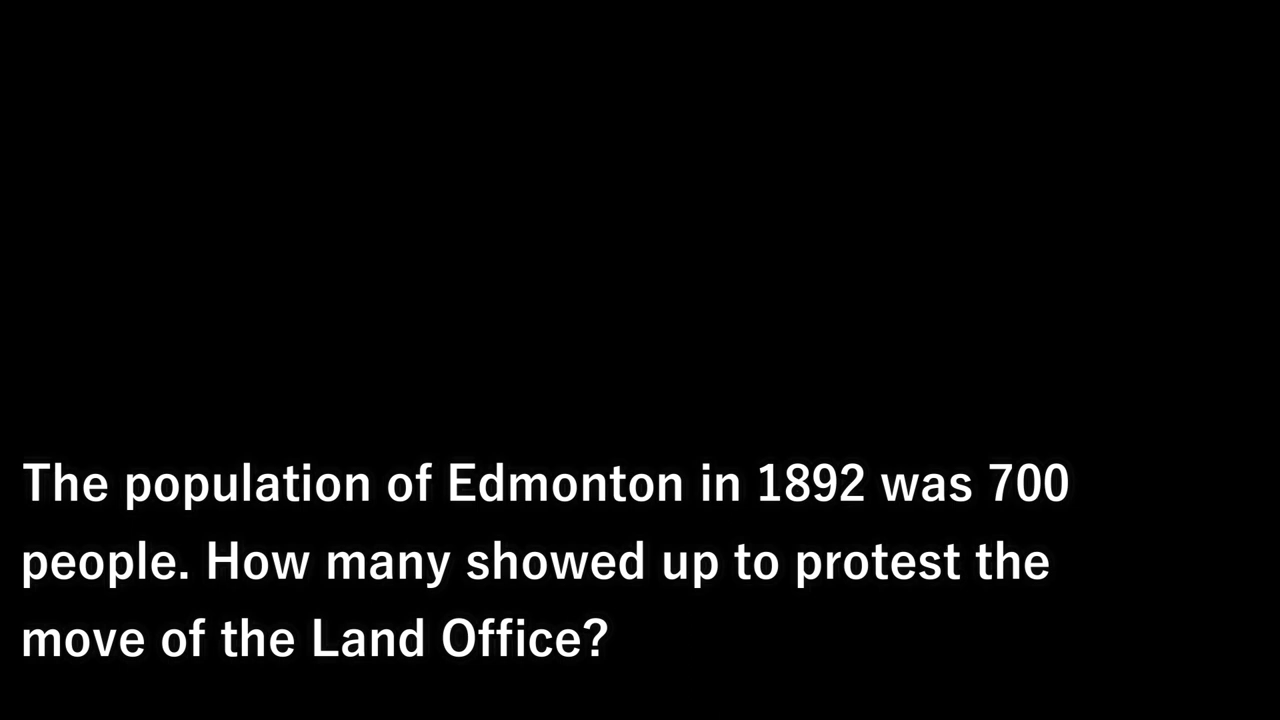 The population of Edmonton in 1892 was 700
people. How many showed up to protest the
move of the Land Office?